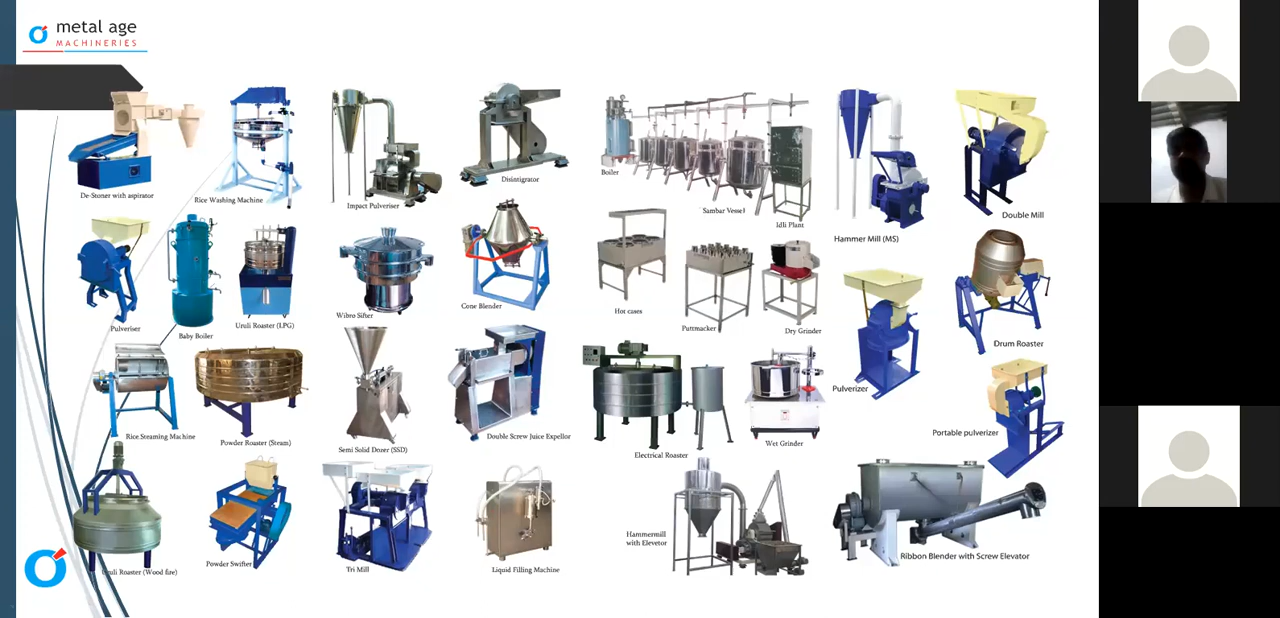 metal age
MACHINERIES
De-Stoner with aspirator
Rice Washing Machine
Impact Pulveriser
Disintigrator
Boiler
Sambar Vessel
Idli Plant
Hammer Mill (MS)
Double Mill
Pulveriser
Baby Boiler
Uruli Roaster (LPG)
Wibro Sifter
Cone Blender
Hot cases
Puttmacker
Dry Grinder
Pulverizer
Drum Roaster
Rice Steaming Machine
Powder Roaster (Steam)
Semi Solid Dozer (SSD)
Double Screw Juice Expellor
Electrical Roaster
Wet Grinder
Portable pulverizer
Uruli Roaster (Wood fire)
Powder Swifter
Tri Mill
Liquid Filling Machine
Hammermill
with Elevetor
Ribbon Blender with Screw Elevator